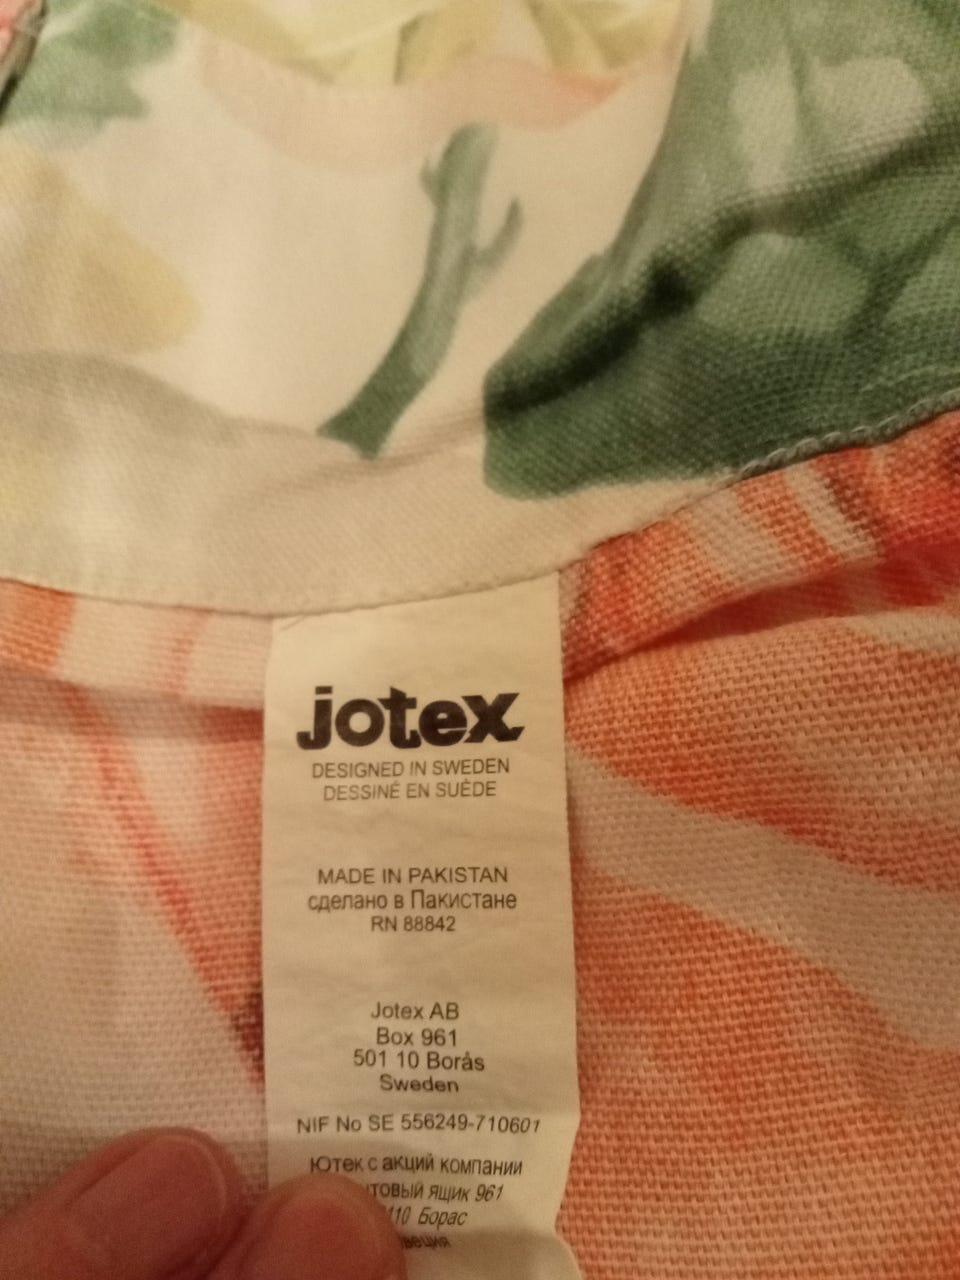 jotex
DESIGNED IN SWEDEN
DESSINÉ EN SUÈDE
MADE IN PAKISTAN
сделано в Пакистане
RN 88842
Jotex AB
Box 961
501 10 Borås
Sweden
NIF No SE 556249-710601
Ютек с акций компании
ящик 961
Борас